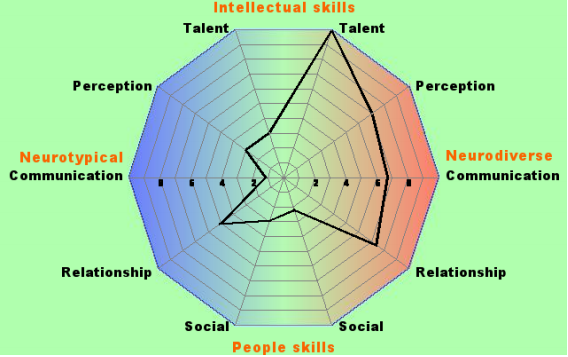 Intellectual skills
Talent Talent
Perception Perception
Neurotypical Neurodiverse
Communication 8 6 4 2 2 4 6 8 Communication
Relationship Relationship
Social Social
People skills